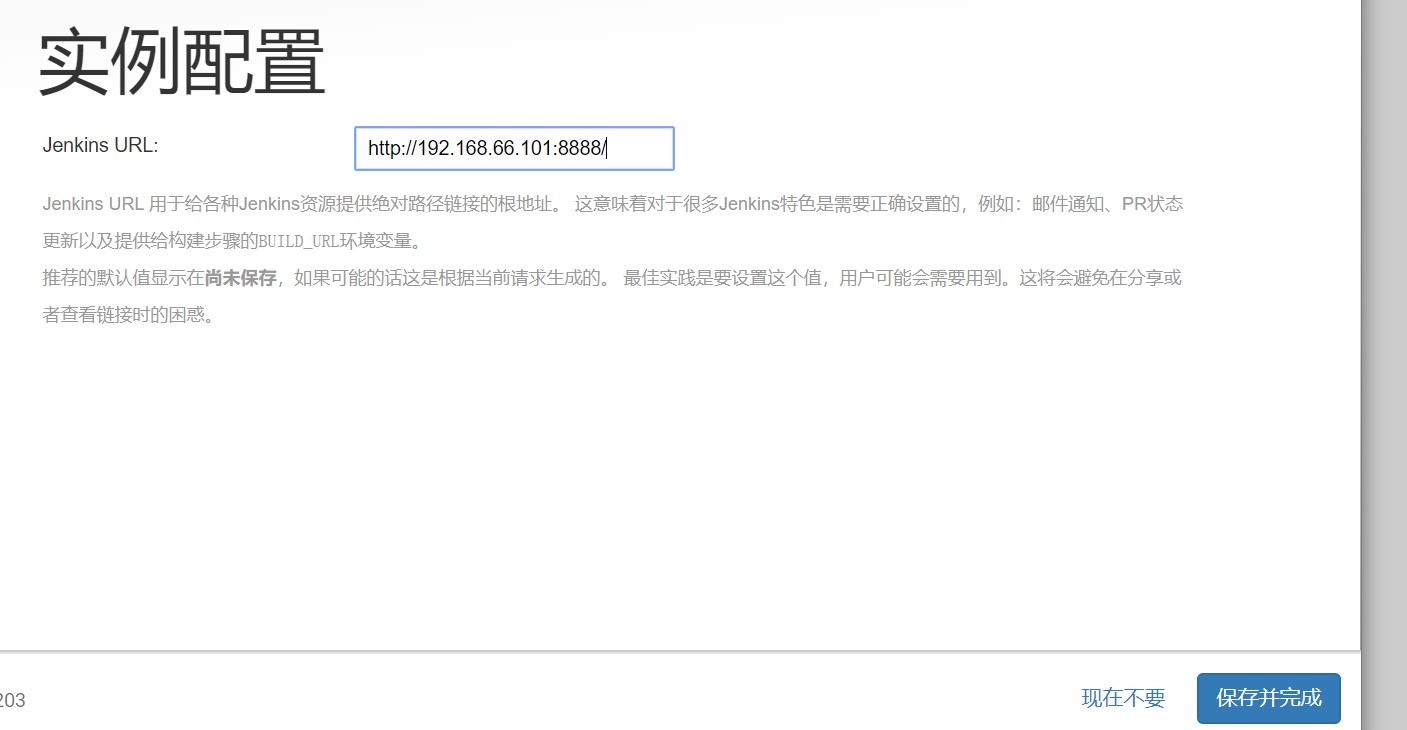 实例配置
Jenkins URL:
http://192.168.66.101:8888/
Jenkins URL 用于给各种Jenkins资源提供绝对路径链接的根地址。 这意味着对于很多Jenkins特色是需要正确设置的，例如：邮件通知、PR状态
更新以及提供给构建步骤的BUILD_URL环境变量。
推荐的默认值显示在尚未保存，如果可能的话这是根据当前请求生成的。 最佳实践是要设置这个值，用户可能会需要用到。这将会避免在分享或
者查看链接时的困惑。
203
现在不要
保存并完成